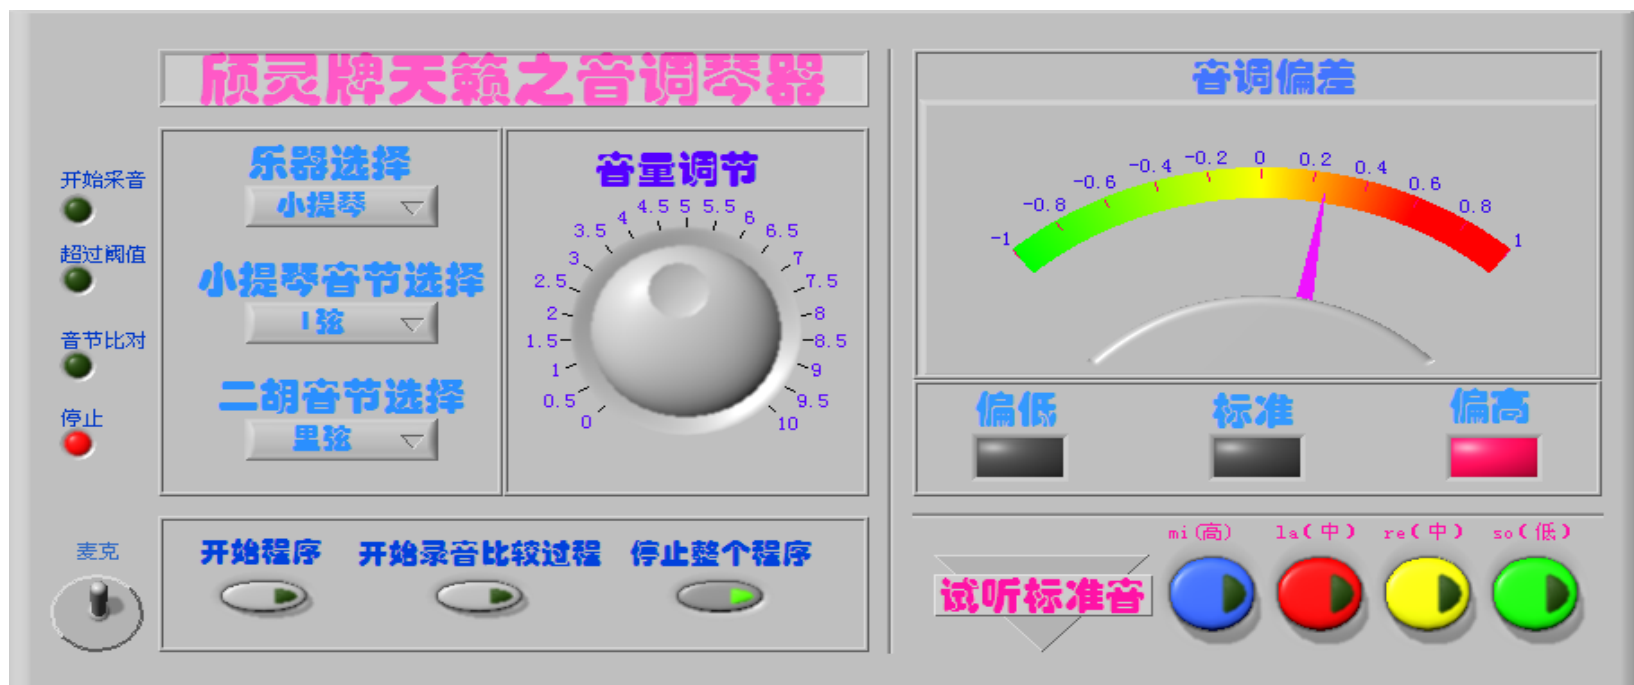 颀灵牌天籁之音调琴器
开始采音
超过阈值
音节比对
停止
乐器选择
小提琴
小提琴音节选择
1弦
二胡音节选择
里弦
音量调节
0
0.5
1
1.5
2
2.5
3
3.5
4
4.5
5
5.5
6
6.5
7
7.5
8
8.5
9
9.5
10
麦克
开始程序
开始录音比较过程
停止整个程序
音调偏差
-1
-0.8
-0.6
-0.4
-0.2
0
0.2
0.4
0.6
0.8
1
偏低
标准
偏高
试听标准音
mi(高)
la(中)
re(中)
so(低)